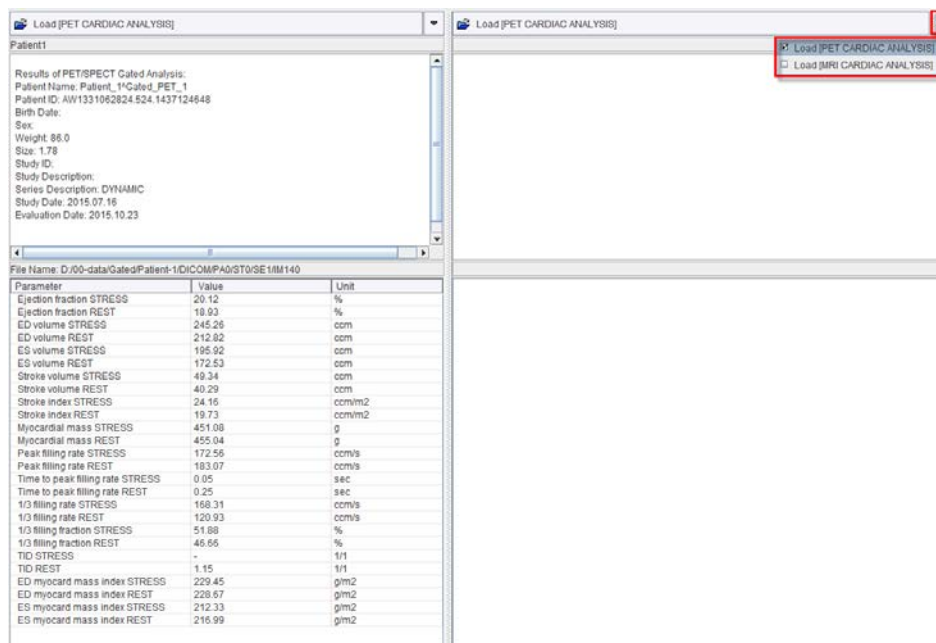 Load [PET CARDIAC ANALYSIS]
Patient1
Results of PET/SPECT Gated Analysis:
Patient Name: Patient_1^Gated_PET_1
Patient ID: AW1331062824.524.1437124648
Birth Date:
Sex:
Weight: 86.0
Size: 1.78
Study ID:
Study Description:
Series Description: DYNAMIC
Study Date: 2015.07.16
Evaluation Date: 2015.10.23
File Name: D:/00-data/Gated/Patient-1/DICOM/PA0/ST0/SE1/IM140
Parameter Value Unit
Ejection fraction STRESS 20.12 %
Ejection fraction REST 18.93 %
ED volume STRESS 245.26 ccm
ED volume REST 212.82 ccm
ES volume STRESS 195.92 ccm
ES volume REST 172.53 ccm
Stroke volume STRESS 49.34 ccm
Stroke volume REST 40.29 ccm
Stroke index STRESS 24.16 ccm/m2
Stroke index REST 19.73 ccm/m2
Myocardial mass STRESS 451.08 g
Myocardial mass REST 455.04 g
Peak filling rate STRESS 172.56 ccm/s
Peak filling rate REST 183.07 ccm/s
Time to peak filling rate STRESS 0.05 sec
Time to peak filling rate REST 0.25 sec
1/3 filling rate STRESS 168.31 ccm/s
1/3 filling rate REST 120.93 ccm/s
1/3 filling fraction STRESS 51.88 %
1/3 filling fraction REST 46.66 %
TID STRESS - 1/1
TID REST 1.15 1/1
ED myocard mass index STRESS 229.45 g/m2
ED myocard mass index REST 228.67 g/m2
ES myocard mass index STRESS 212.33 g/m2
ES myocard mass index REST 216.99 g/m2
Load [PET CARDIAC ANALYSIS]
Load [PET CARDIAC ANALYSIS]
Load [MRI CARDIAC ANALYSIS]